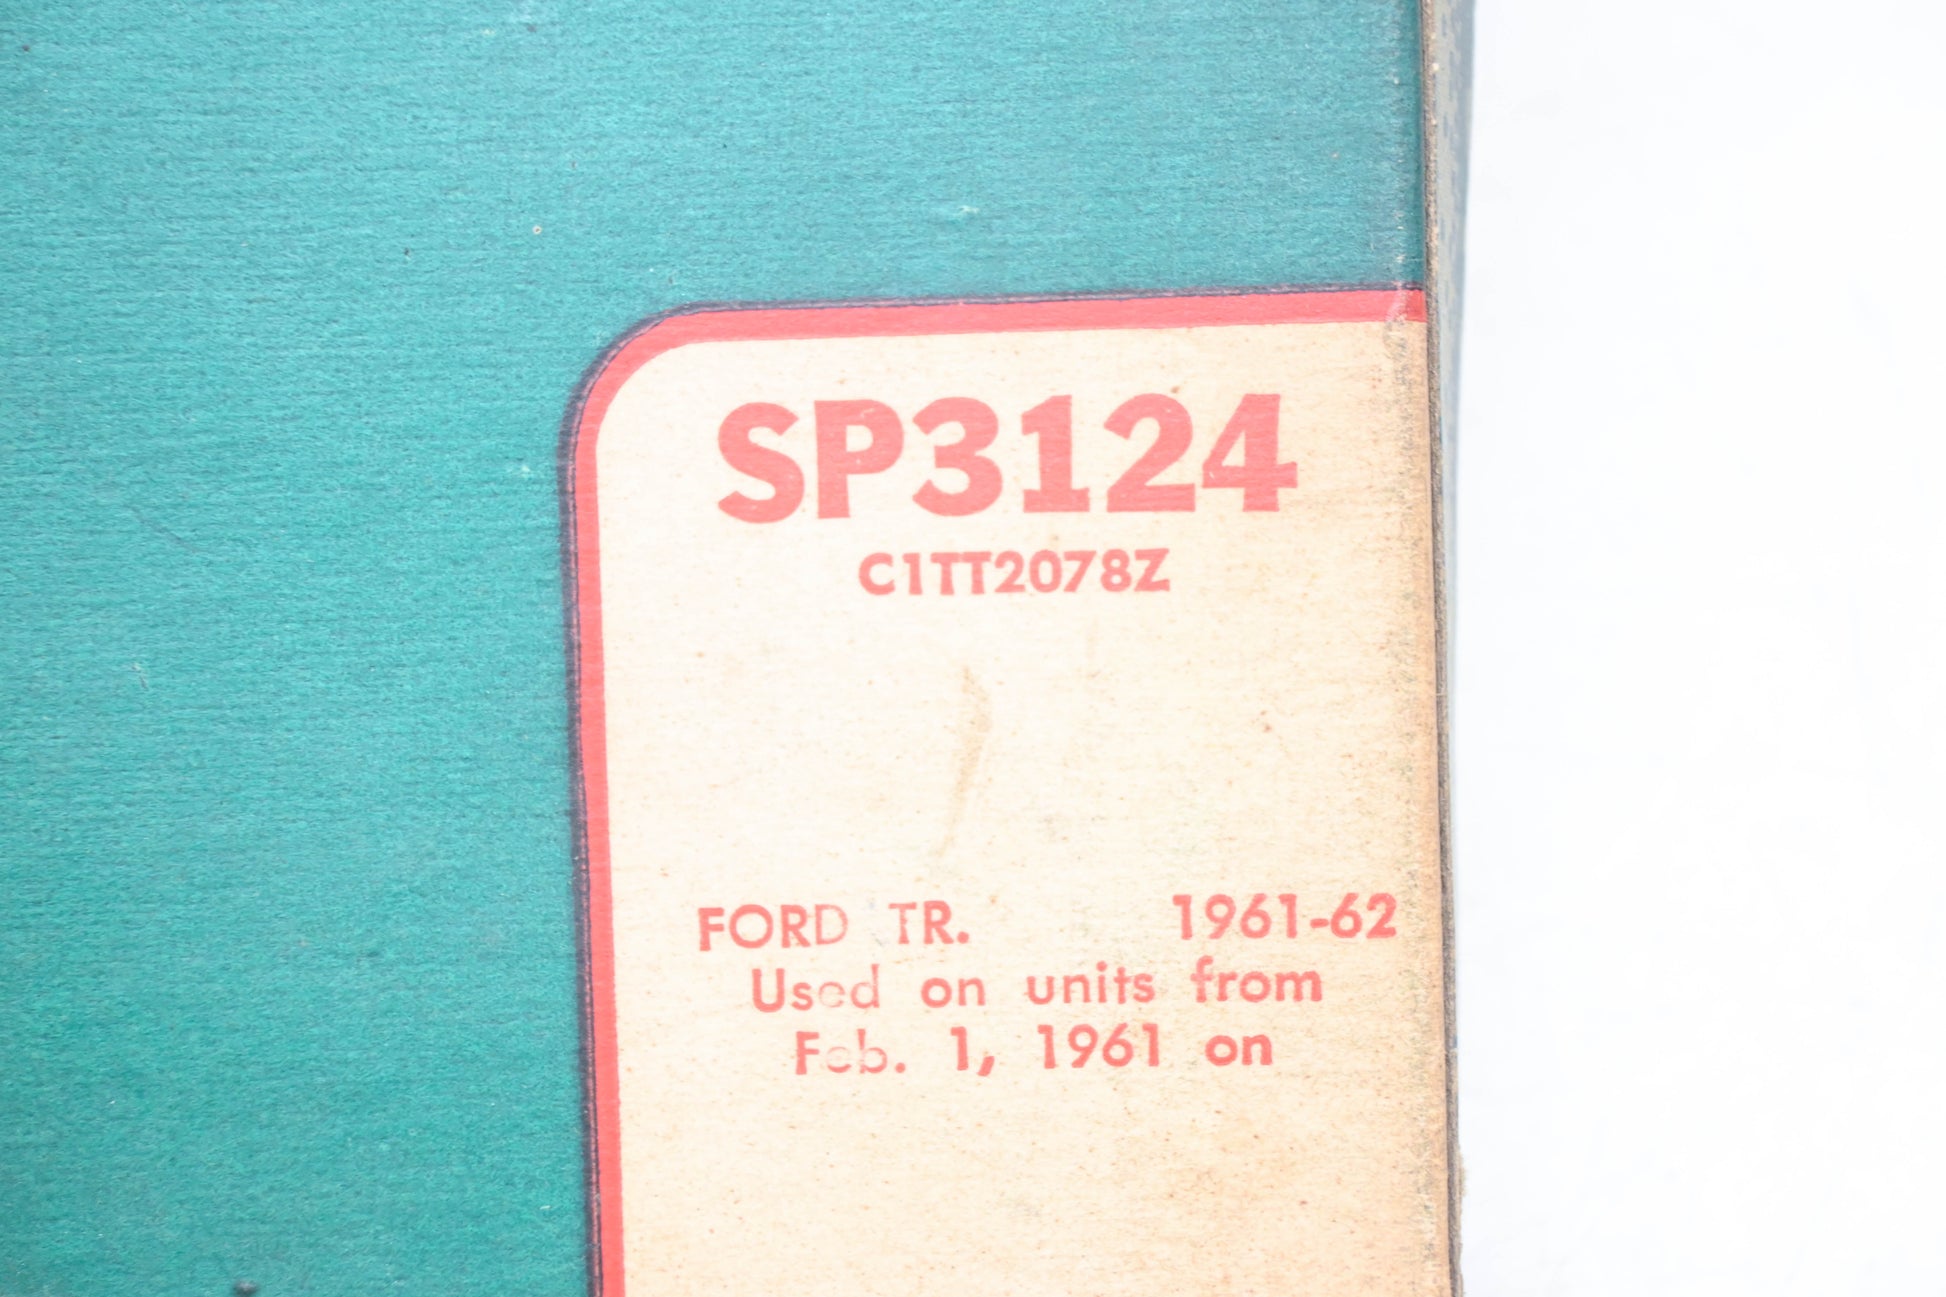 SP3124
C1TT2078Z
FORD TR. 1961-62
Used on units from
Feb. 1, 1961 on